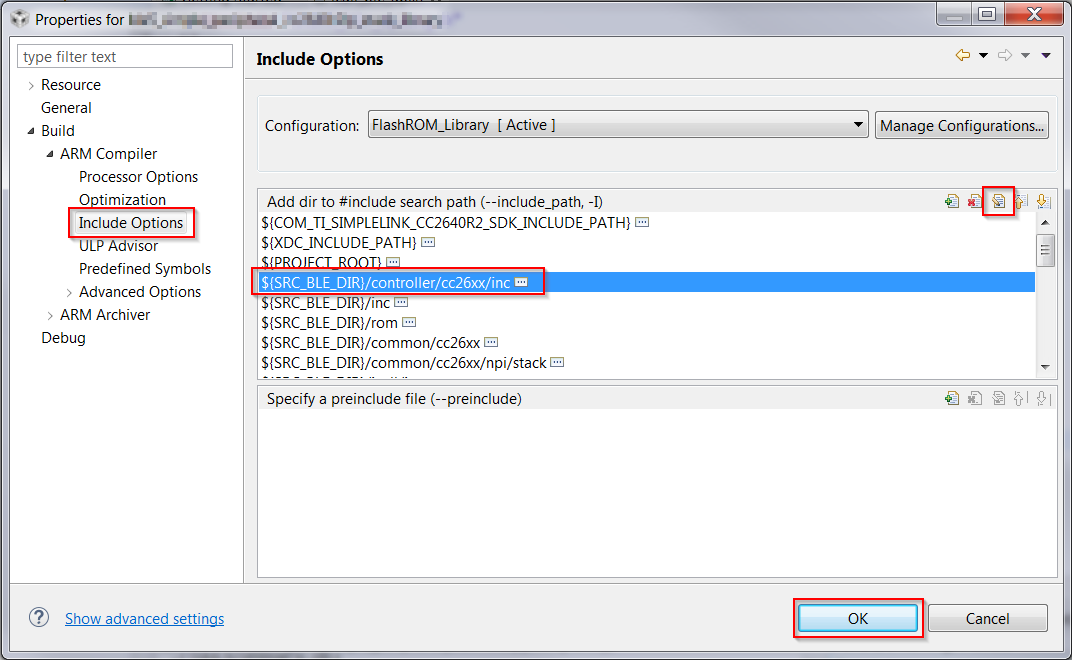 Properties for
type filter text
Resource
General
Build
ARM Compiler
Processor Options
Optimization
Include Options
ULP Advisor
Predefined Symbols
Advanced Options
ARM Archiver
Debug
Include Options
Configuration: FlashROM_Library [ Active ] Manage Configurations...
Add dir to #include search path (--include_path, -I)
${COM_TI_SIMPLELINK_CC2640R2_SDK_INCLUDE_PATH}
${XDC_INCLUDE_PATH}
${PROJECT_ROOT}
${SRC_BLE_DIR}/controller/cc26xx/inc
${SRC_BLE_DIR}/inc
${SRC_BLE_DIR}/rom
${SRC_BLE_DIR}/common/cc26xx
${SRC_BLE_DIR}/common/cc26xx/npi/stack
Specify a preinclude file (--preinclude)
Show advanced settings
OK Cancel